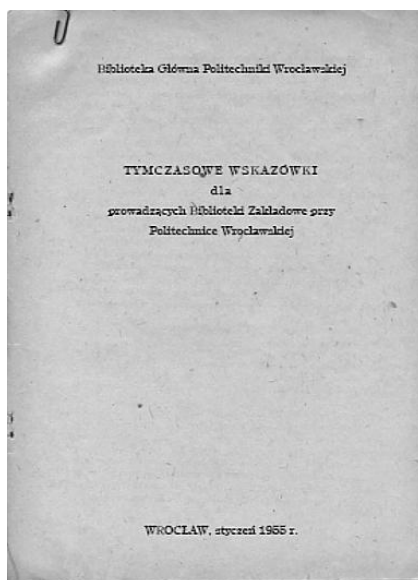 Biblioteka Główna Politechniki Wrocławskiej
TYMCZASOWE WSKAZÓWKI
dla
prowadzących Biblioteki Zakładowe przy
Politechnice Wrocławskiej
WROCŁAW, styczeń 1955 r.